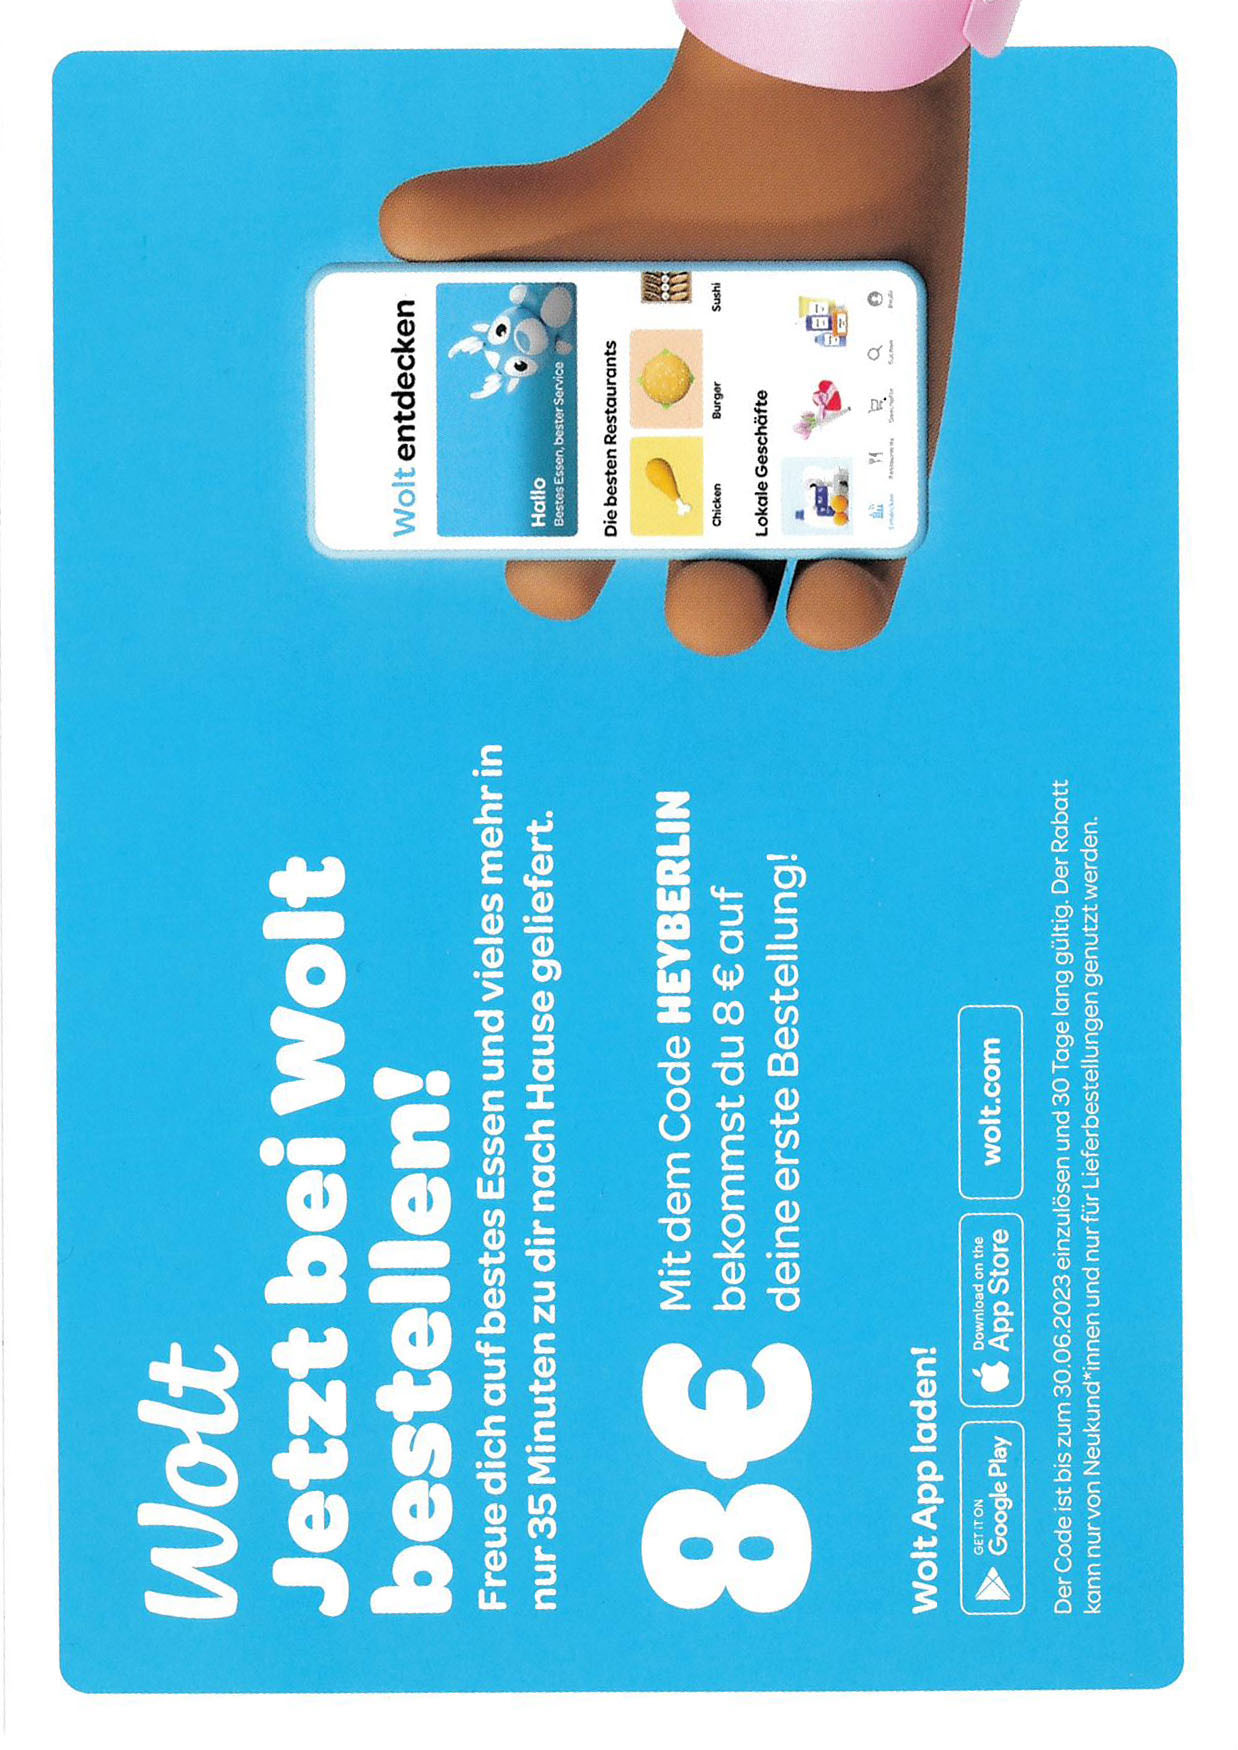 Wolt
Jetzt bei Wolt
bestellen!
Freue dich auf bestes Essen und vieles mehr in
nur 35 Minuten zu dir nach Hause geliefert.
8€
Mit dem Code HEYBERLIN
bekommst du 8 € auf
deine erste Bestellung!
Wolt App laden!
GET IT ON
Google Play
Download on the
App Store
wolt.com
Der Code ist bis zum 30.06.2023 einzulösen und 30 Tage lang gültig. Der Rabatt
kann nur von Neukund*innen und nur für Lieferbestellungen genutzt werden.
Wolt entdecken
Hallo
Bestes Essen, bester Service
Die besten Restaurants
Chicken Burger Sushi
Lokale Geschäfte